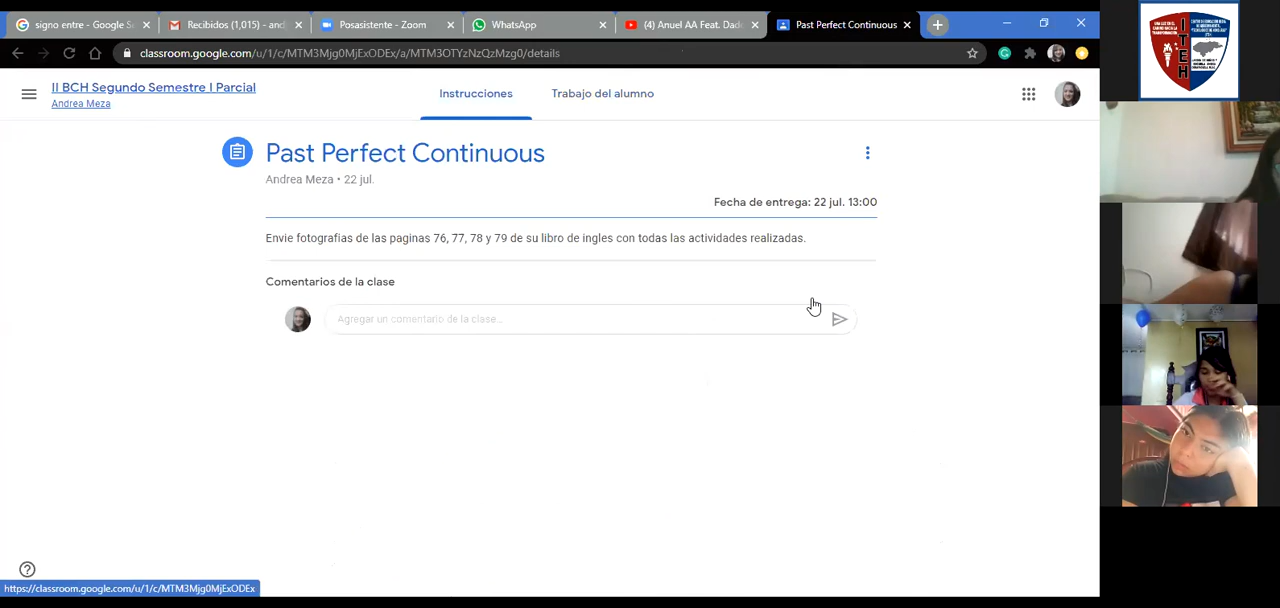 signo entre - Google Se
Recibidos (1,015) - and
Posasistente - Zoom
WhatsApp
(4) Anuel AA Feat. Dadd
Past Perfect Continuous
classroom.google.com/u/1/c/MTM3Mjg0MjExODEx/a/MTM3OTYzNzQzMzg0/details
II BCH Segundo Semestre I Parcial
Andrea Meza
Instrucciones
Trabajo del alumno
Past Perfect Continuous
Andrea Meza • 22 jul.
Fecha de entrega: 22 jul. 13:00
Envie fotografias de las paginas 76, 77, 78 y 79 de su libro de ingles con todas las actividades realizadas.
Comentarios de la clase
Agregar un comentario de la clase...
https://classroom.google.com/u/1/c/MTM3Mjg0MjExODEx
ITEH